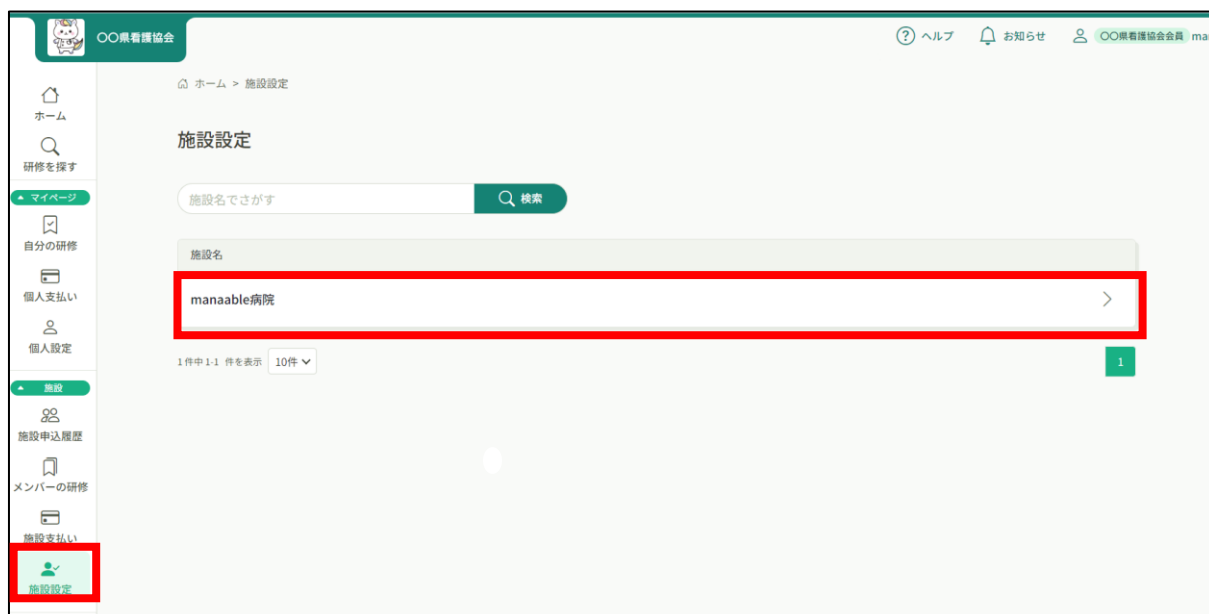 〇〇県看護協会
ヘルプ
お知らせ
〇〇県看護協会会員
ma
ホーム > 施設設定
ホーム
研修を探す
マイページ
自分の研修
個人支払い
個人設定
施設
施設申込履歴
メンバーの研修
施設支払い
施設設定
施設設定
施設名でさがす
検索
施設名
manaable病院
1件中1-1 件を表示
10件
1